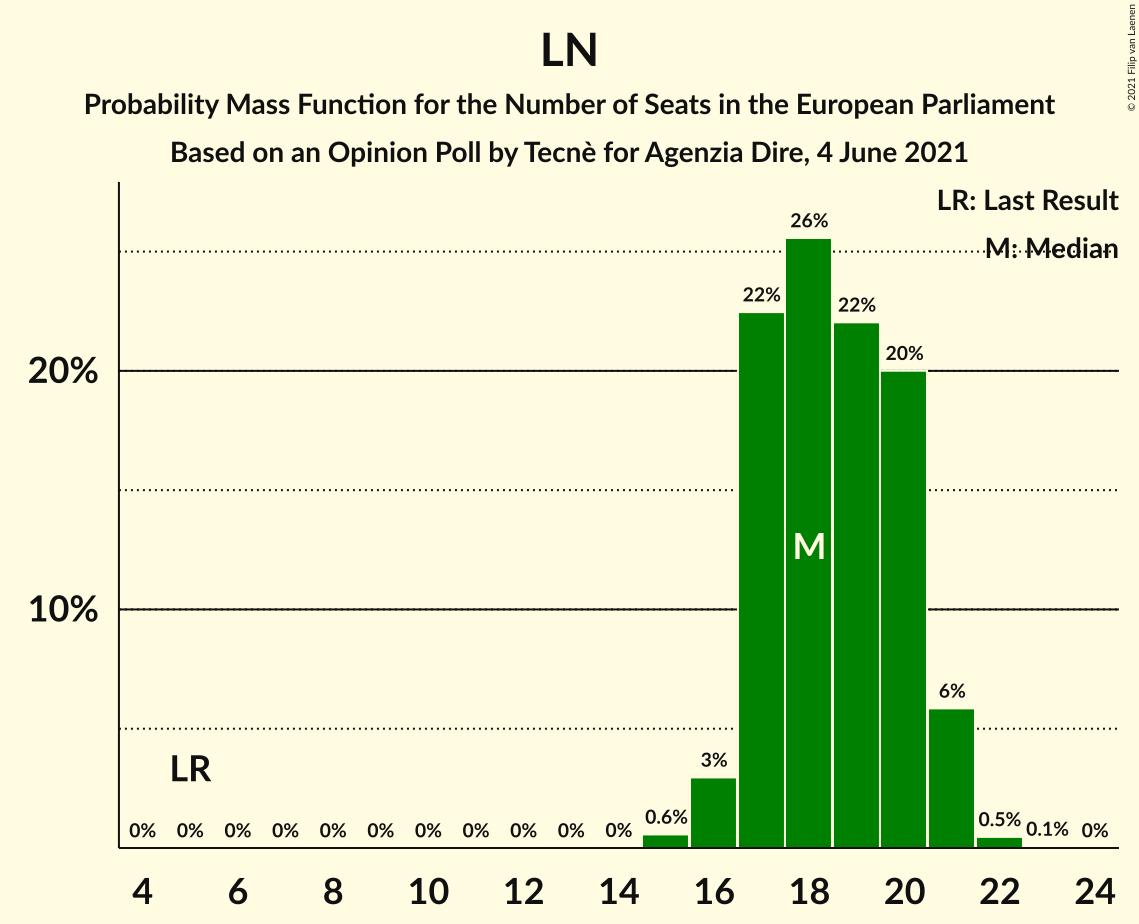 LN
Probability Mass Function for the Number of Seats in the European Parliament
Based on an Opinion Poll by Tecnè for Agenzia Dire, 4 June 2021
© 2021 Filip van Laenen
LR: Last Result
M: Median
26%
22%
22%
20%
20%
M
10%
6%
LR
3%
0% 0% 0% 0% 0% 0% 0% 0% 0% 0% 0% 0.6% 0.5% 0.1% 0%
4 6 8 10 12 14 16 18 20 22 24